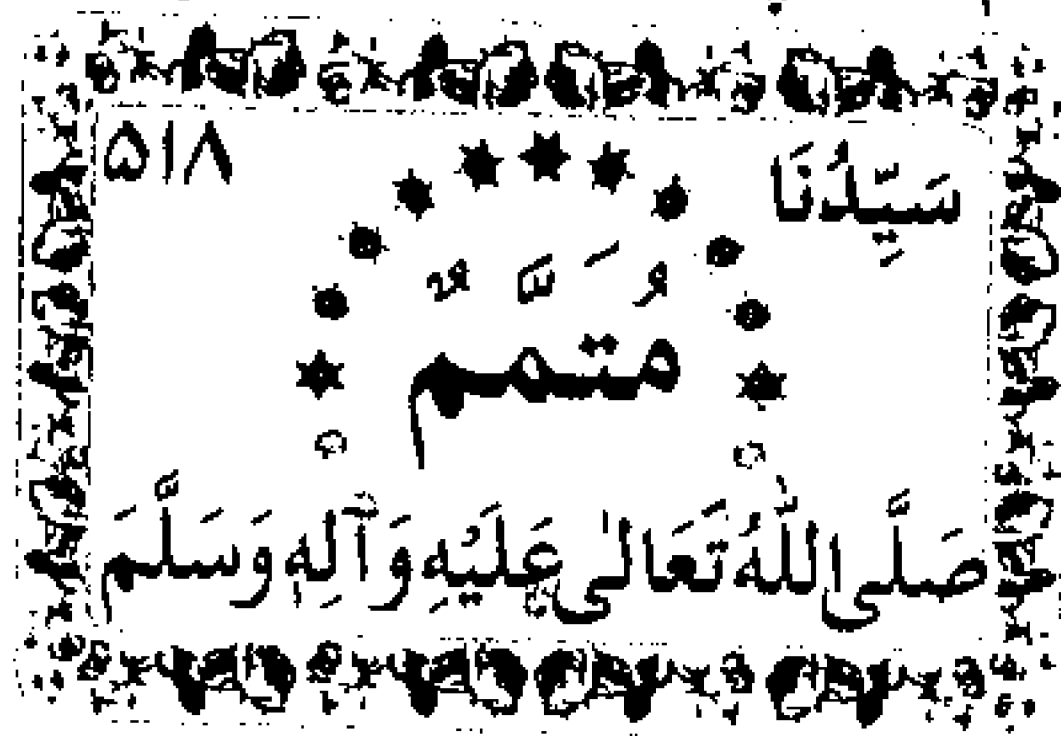 سَيِّدُنَا ۵۱۸
مُتَمَّمٌ
صَلَّى اللّٰهُ تَعَالٰى عَلَيْهِ وَآلِهٖ وَسَلَّمَ